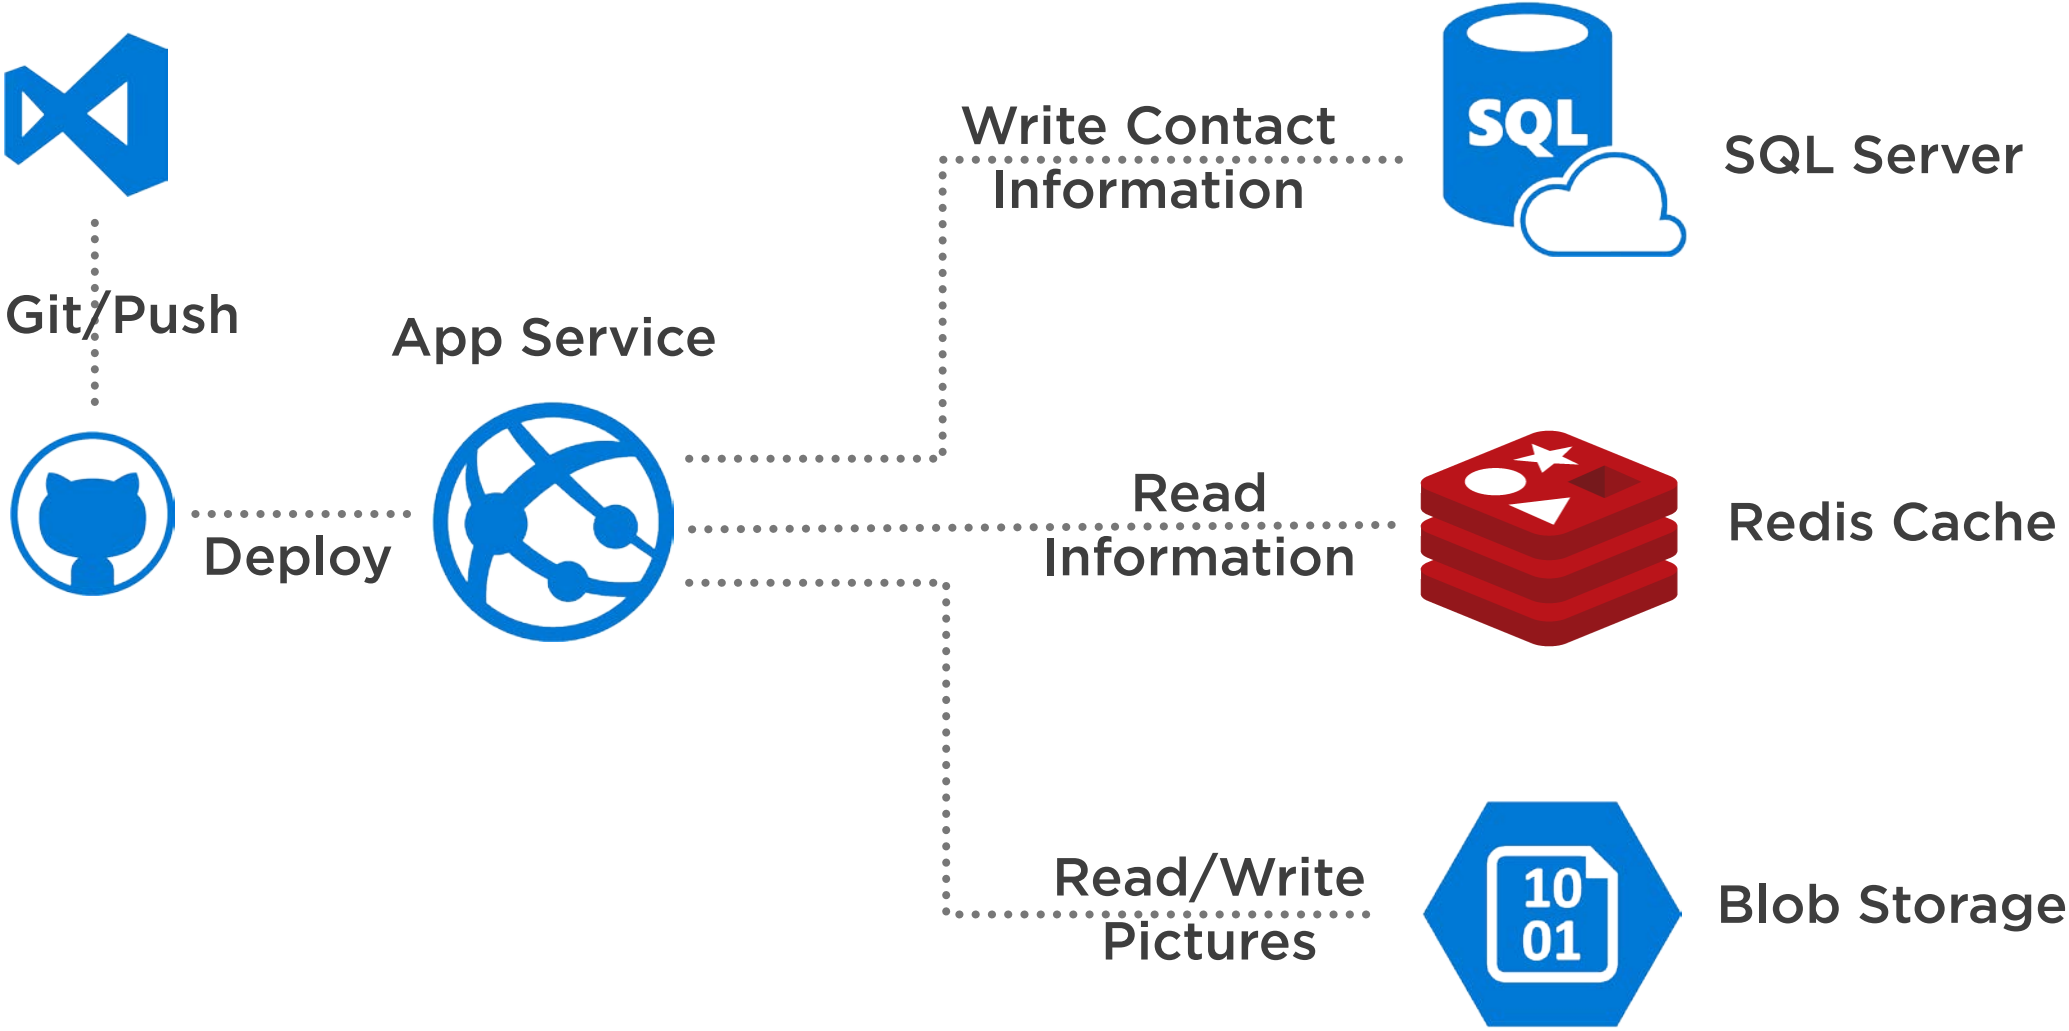 Write Contact
Information
SQL
SQL Server
Git/Push
App Service
Deploy
Read
Information
Redis Cache
Read/Write
Pictures
10
01
Blob Storage